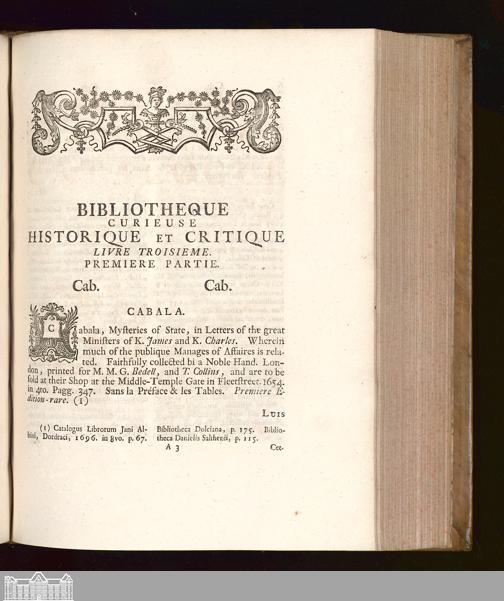 BIBLIOTHEQUE
CURIEUSE
HISTORIQUE ET CRITIQUE
LIVRE TROISIEME.
PREMIERE PARTIE.
Cab. Cab.
CABALA.
Cabala, Myſteries of State, in Letters of the great
Miniſters of K. James and K. Charles. Wherein
much of the publique Manages of Affaires is rela-
ted. Faithfully collected bi a Noble Hand. Lon-
don, printed for M. M. G. Bedell, and T. Collins, and are to be
ſold at their Shop at the Middle-Temple Gate in Fleetſtreet. 1654.
in 4to. Pagg. 347. Sans la Préface & les Tables. Premiere E-
dition-rare. (1)
LUIS
(1) Catalogus Librorum Jani Al-
bini, Dordraci, 1696. in 8vo. p. 67.
Bibliotheca Dolciana, p. 175. Biblio-
theca Danielis Salthenii, p. 115.
A 3 Cet-